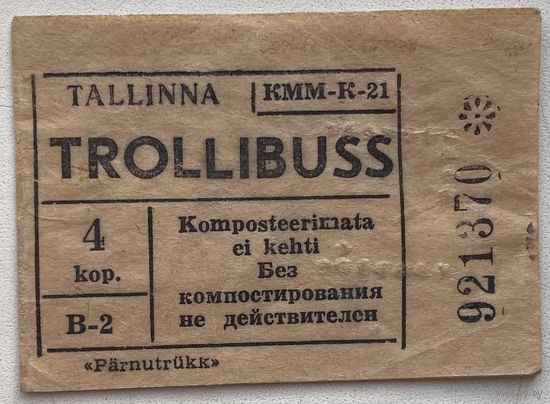 TALLINNA
КММ-К-21
TROLLIBUSS
4
kop.
B-2
Komposteerimata
ei kehti
Без
компостирования
не действителен
«Pärnutrükk»
921370